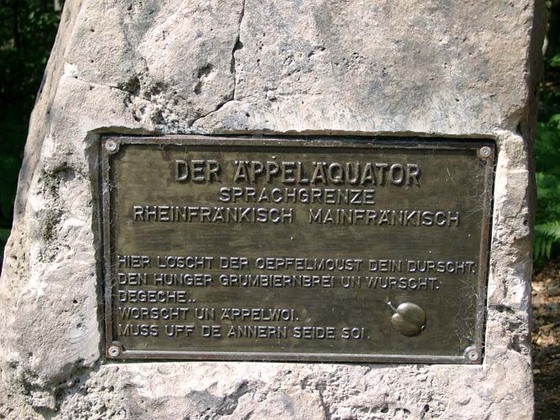 DER ÄPPELÄQUATOR
SPRACHGRENZE
RHEINFRÄNKISCH MAINFRÄNKISCH
HIER LÖSCHT DER OEPFELMOUST DEIN DURSCHT.
DEN HUNGER GRUMBIERNBREI UN WURSCHT.
DEGECHE..
WORSCHT UN ÄPPELWOI.
MUSS UFF DE ANNERN SEIDE SOI.